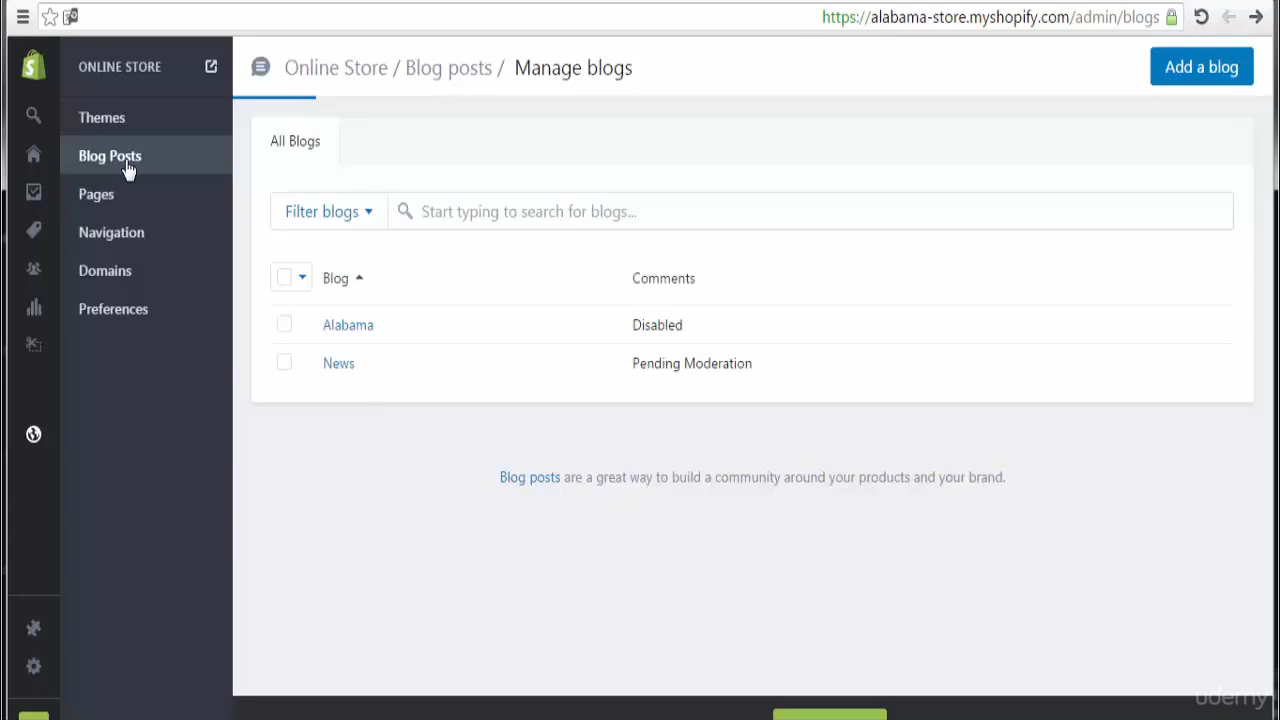 https://alabama-store.myshopify.com/admin/blogs
ONLINE STORE
Online Store / Blog posts / Manage blogs
Add a blog
Themes
Blog Posts
Pages
Navigation
Domains
Preferences
All Blogs
Filter blogs
Start typing to search for blogs...
Blog Comments
Alabama Disabled
News Pending Moderation
Blog posts are a great way to build a community around your products and your brand.
udemy